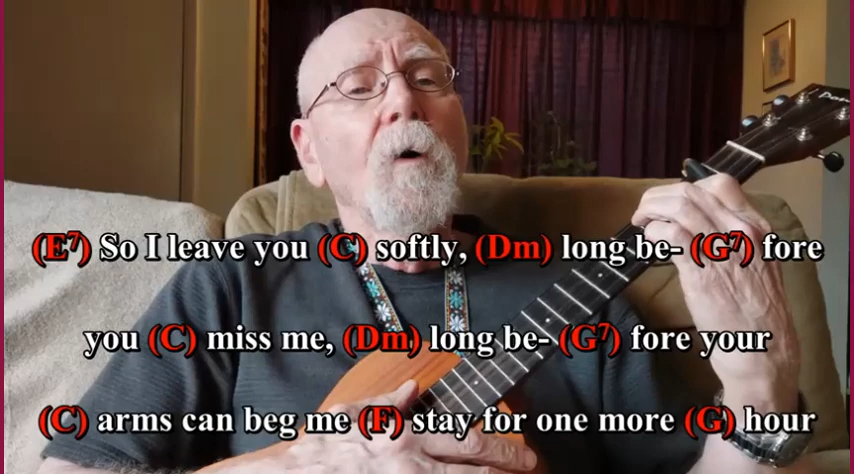 (E⁷) So I leave you (C) softly, (Dm) long be- (G⁷) fore
you (C) miss me, (Dm) long be- (G⁷) fore your
(C) arms can beg me (F) stay for one more (G) hour